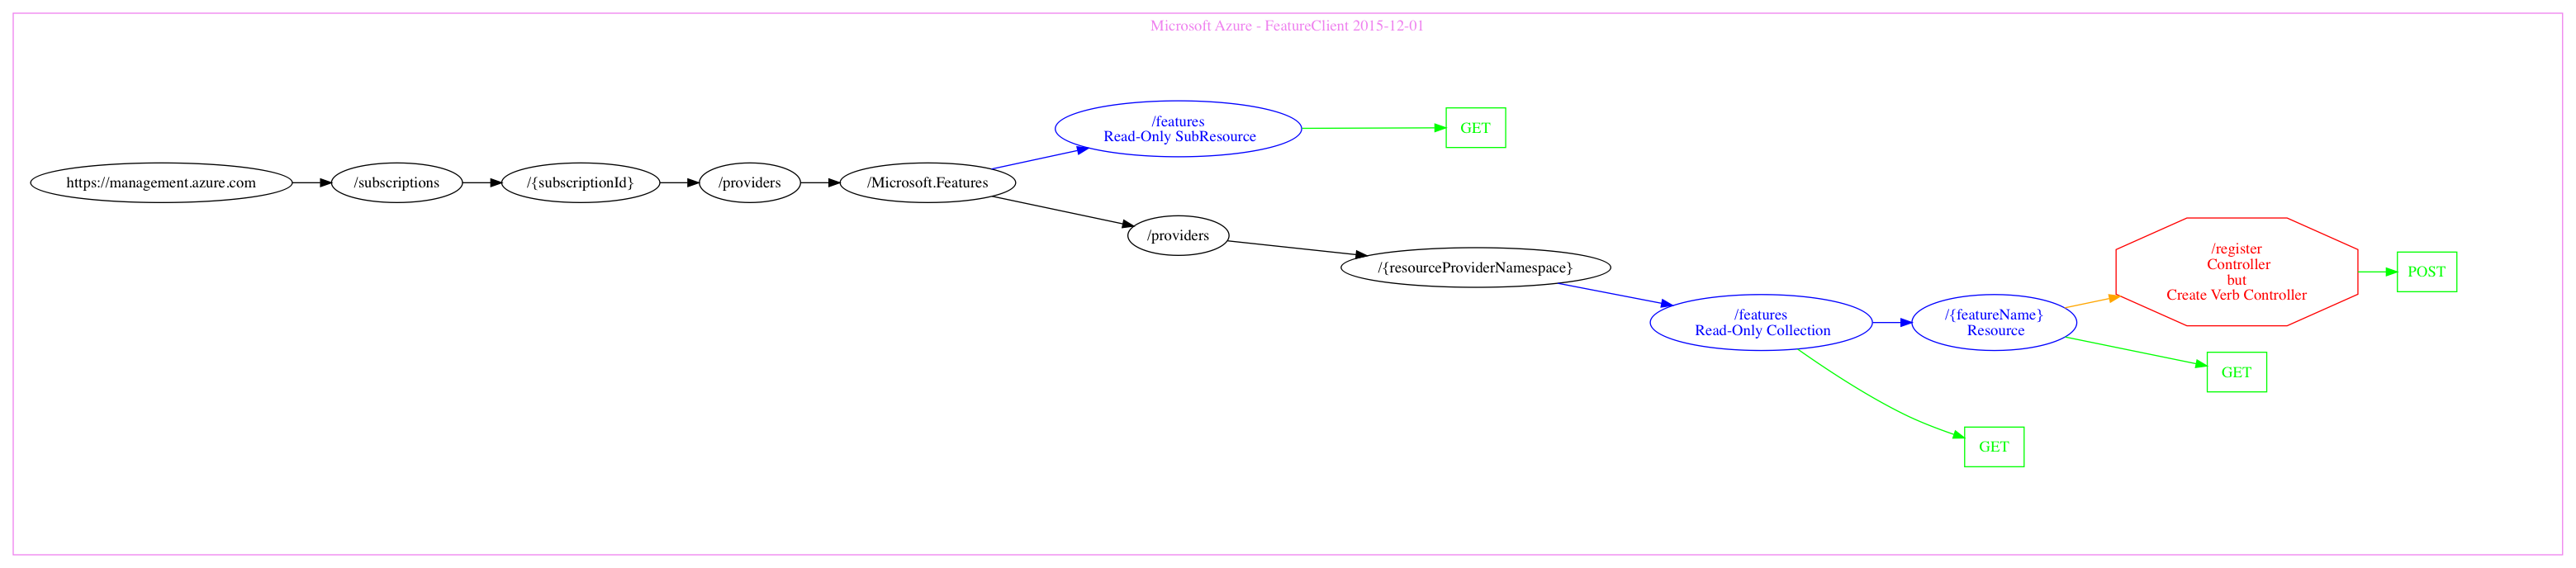 Microsoft Azure - FeatureClient 2015-12-01
https://management.azure.com
/subscriptions
/{subscriptionId}
/providers
/Microsoft.Features
/features
Read-Only SubResource
GET
/providers
/{resourceProviderNamespace}
/features
Read-Only Collection
/{featureName}
Resource
/register
Controller
but
Create Verb Controller
POST
GET
GET